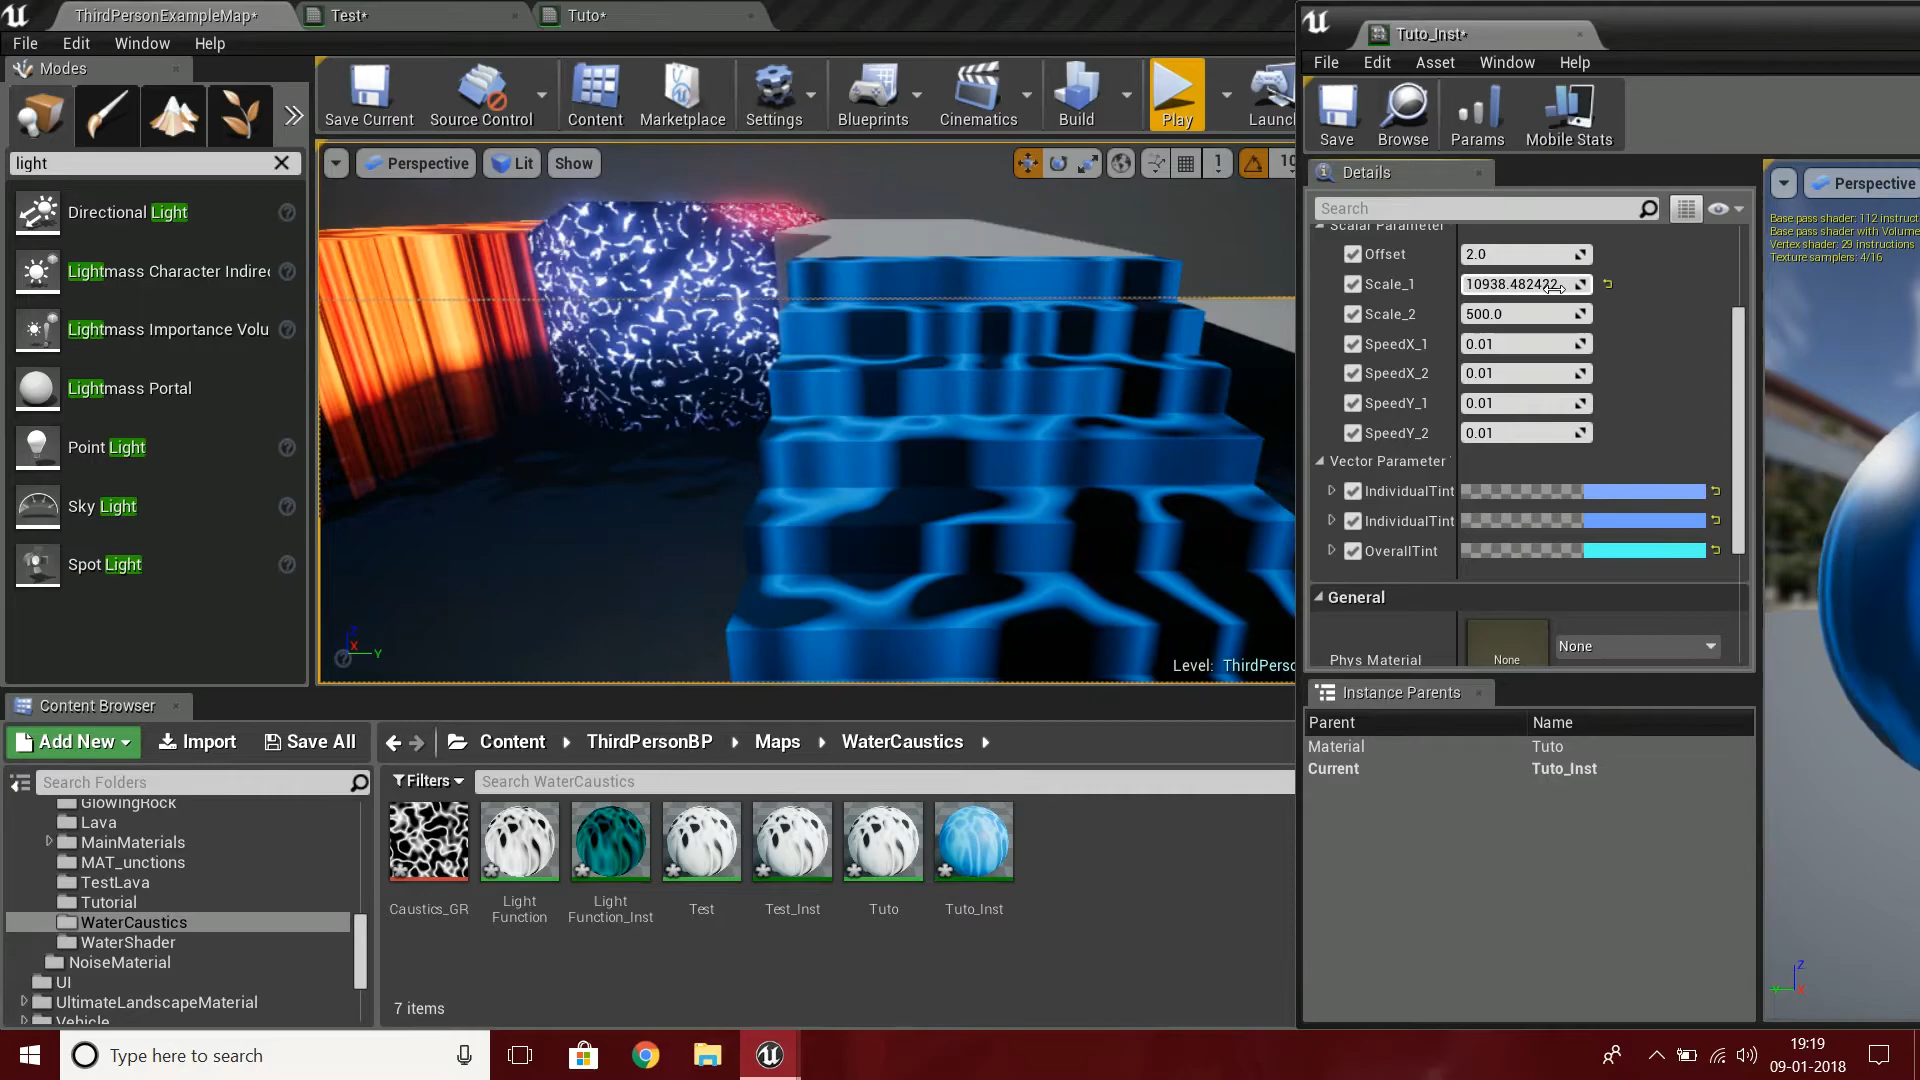 ThirdPersonExampleMap*
Test*
Tuto*
File Edit Window Help
Modes
light
Directional Light
Lightmass Character Indire
Lightmass Importance Volu
Lightmass Portal
Point Light
Sky Light
Spot Light
Save Current
Source Control
Content
Marketplace
Settings
Blueprints
Cinematics
Build
Play
Launch
Perspective
Lit
Show
1
10
Z
X
Y
Level: ThirdPerso
Tuto_Inst*
File Edit Asset Window Help
Save
Browse
Params
Mobile Stats
Details
Search
Scalar Parameter
Offset 2.0
Scale_1 10938.482422
Scale_2 500.0
SpeedX_1 0.01
SpeedX_2 0.01
SpeedY_1 0.01
SpeedY_2 0.01
Vector Parameter
IndividualTint
IndividualTint
OverallTint
General
Phys Material
None
None
Instance Parents
Parent Name
Material Tuto
Current Tuto_Inst
Perspective
Base pass shader: 112 instruct
Base pass shader with Volume
Vertex shader: 29 instructions
Texture samplers: 4/16
Z
Y
X
Content Browser
Add New
Import
Save All
Content
ThirdPersonBP
Maps
WaterCaustics
Search Folders
Filters
Search WaterCaustics
GlowingRock
Lava
MainMaterials
MAT_unctions
TestLava
Tutorial
WaterCaustics
WaterShader
NoiseMaterial
UI
UltimateLandscapeMaterial
Vehicle
Caustics_GR
Light Function
Light Function_Inst
Test
Test_Inst
Tuto
Tuto_Inst
7 items
Type here to search
19:19
09-01-2018